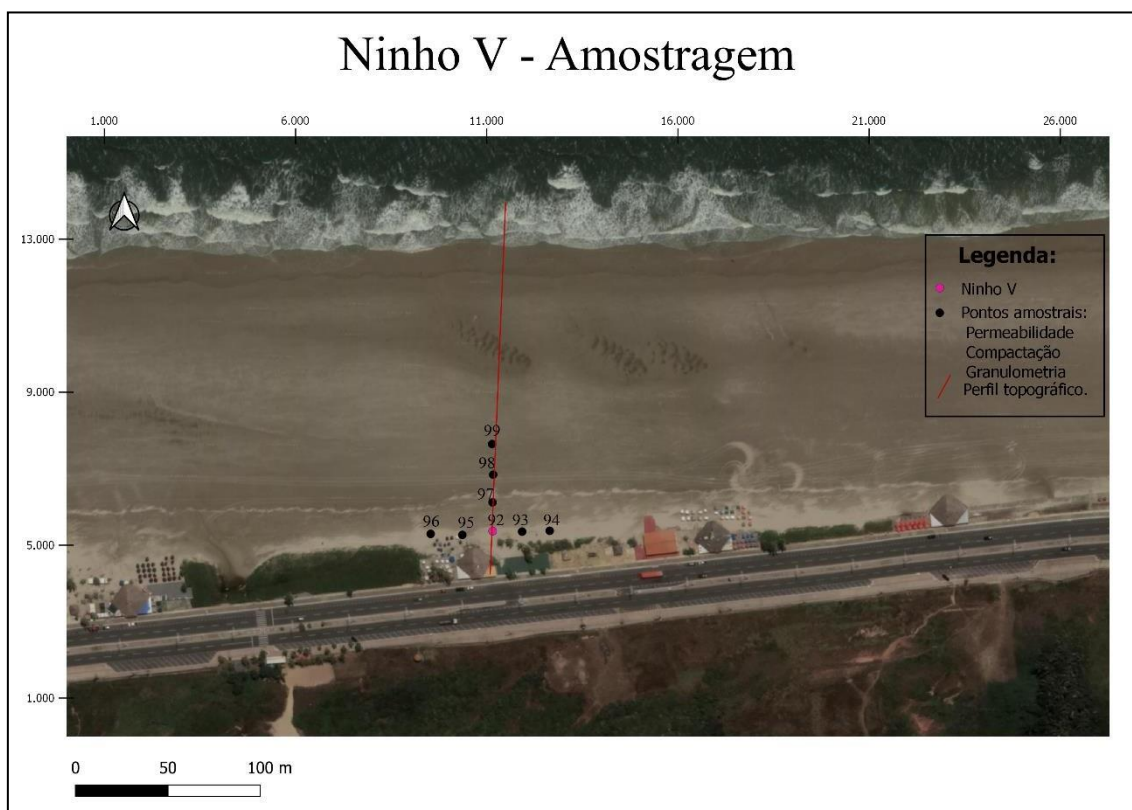 Ninho V - Amostragem
1.000 6.000 11.000 16.000 21.000 26.000
13.000
9.000
5.000
1.000
Legenda:
Ninho V
Pontos amostrais:
Permeabilidade
Compactação
Granulometria
Perfil topográfico.
99
98
97
96 95 92 93 94
0 50 100 m